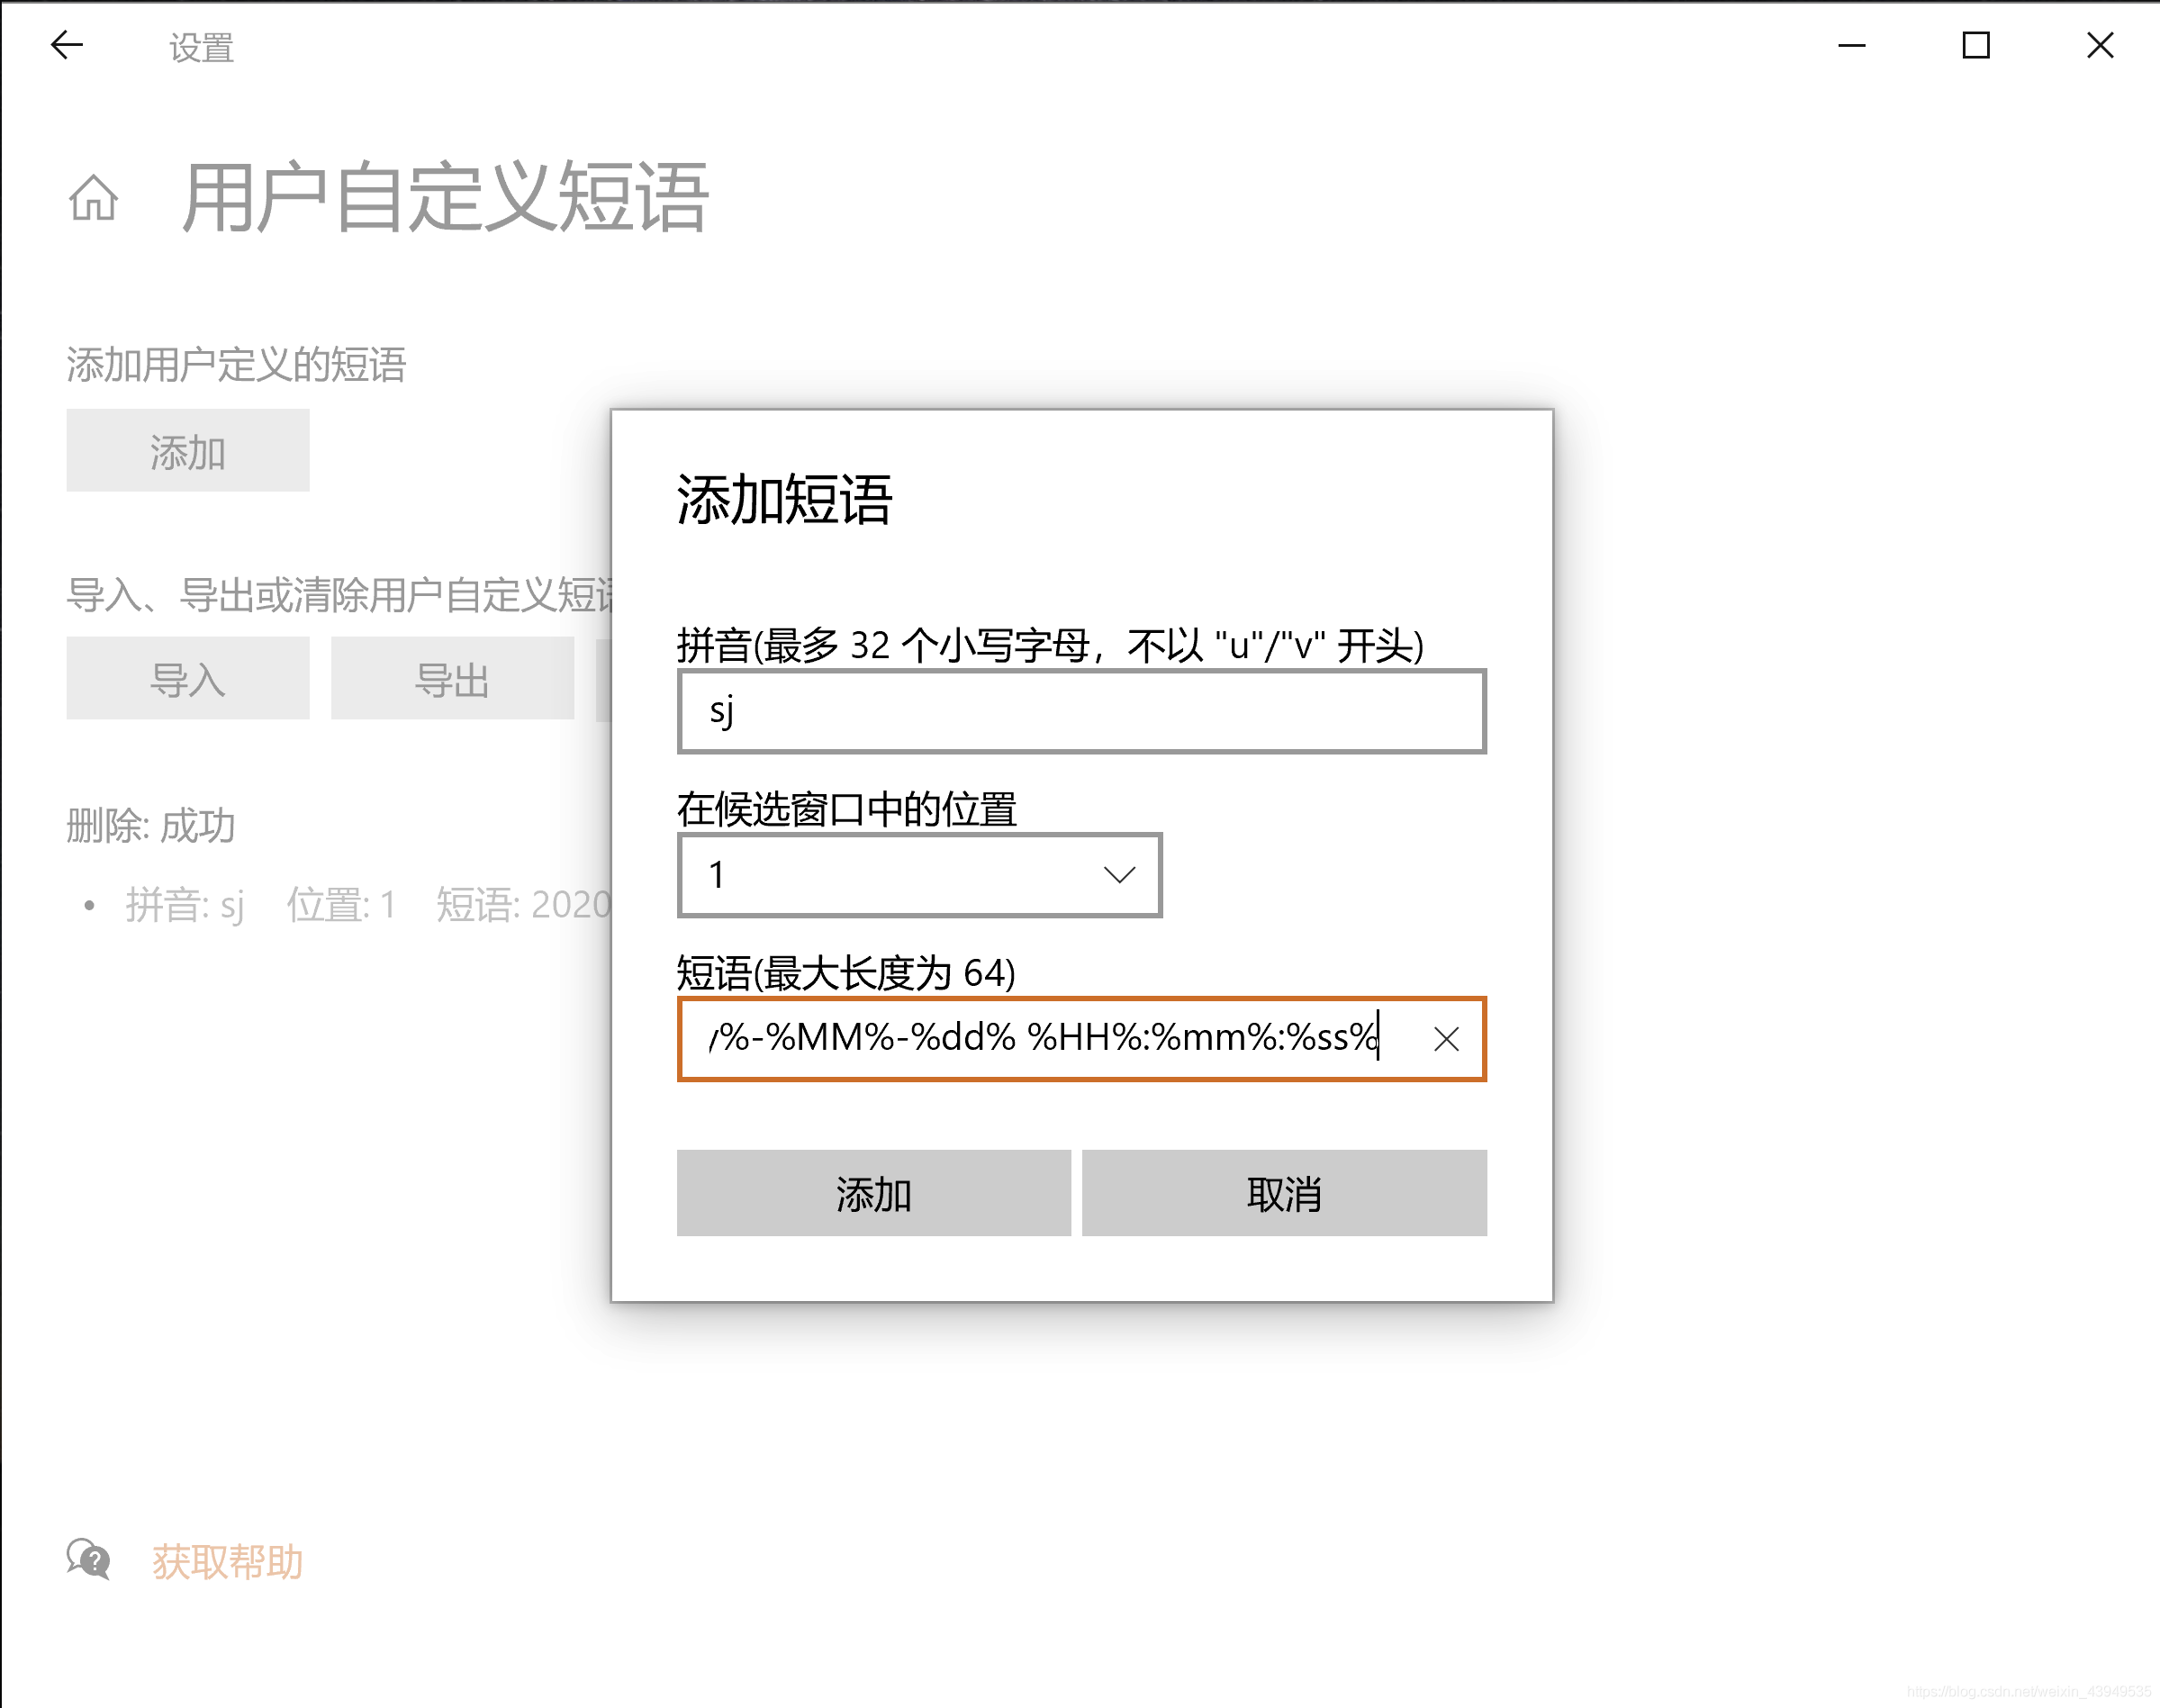 设置
用户自定义短语
添加用户定义的短语
添加
导入、导出或清除用户自定义短语
导入 导出
删除: 成功
• 拼音: sj 位置: 1 短语: 2020
添加短语
拼音(最多 32 个小写字母，不以 "u"/"v" 开头)
sj
在候选窗口中的位置
1
短语(最大长度为 64)
y%-%MM%-%dd% %HH%:%mm%:%ss%
添加 取消
获取帮助
https://blog.csdn.net/weixin_43949535